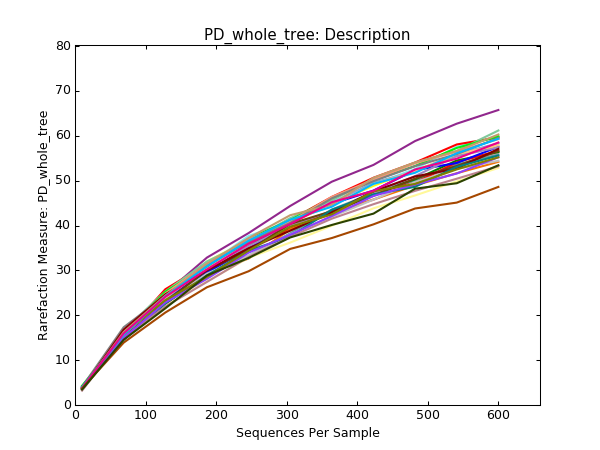 PD_whole_tree: Description
80
70
60
50
40
30
20
10
0
Rarefaction Measure: PD_whole_tree
0 100 200 300 400 500 600
Sequences Per Sample